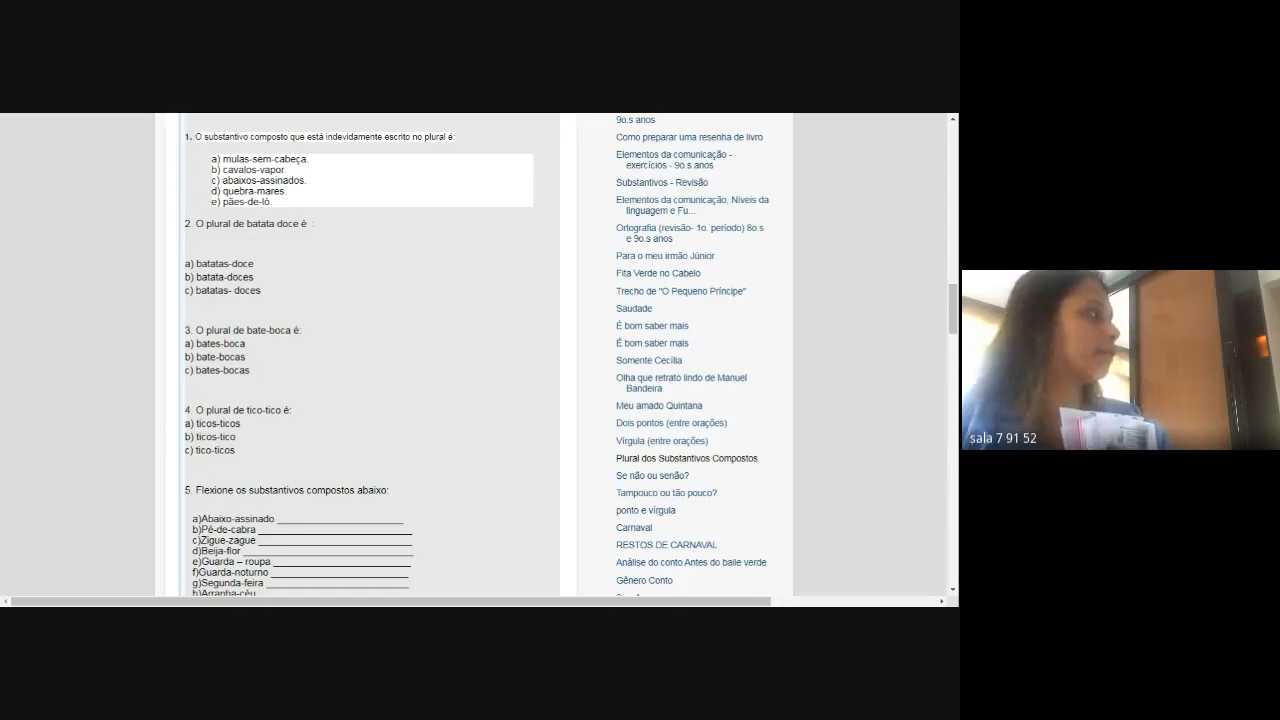 1. O substantivo composto que está indevidamente escrito no plural é:
a) mulas-sem-cabeça.
b) cavalos-vapor.
c) abaixos-assinados.
d) quebra-mares.
e) pães-de-ló.
2. O plural de batata doce é :
a) batatas-doce
b) batata-doces
c) batatas- doces
3. O plural de bate-boca é:
a) bates-boca
b) bate-bocas
c) bates-bocas
4. O plural de tico-tico é:
a) ticos-ticos
b) ticos-tico
c) tico-ticos
5. Flexione os substantivos compostos abaixo:
a)Abaixo-assinado ____________________
b)Pé-de-cabra ____________________
c)Zigue-zague ____________________
d)Beija-flor ____________________
e)Guarda – roupa ____________________
f)Guarda-noturno ____________________
g)Segunda-feira ____________________
h)Arranha-céu
9o.s anos
Como preparar uma resenha de livro
Elementos da comunicação -
exercícios - 9o.s anos
Substantivos - Revisão
Elementos da comunicação, Níveis da
linguagem e Fu...
Ortografia (revisão- 1o. período) 8o.s
e 9o.s anos
Para o meu irmão Júnior
Fita Verde no Cabelo
Trecho de "O Pequeno Príncipe"
Saudade
É bom saber mais
É bom saber mais
Somente Cecília
Olha que retrato lindo de Manuel
Bandeira
Meu amado Quintana
Dois pontos (entre orações)
Vírgula (entre orações)
Plural dos Substantivos Compostos
Se não ou senão?
Tampouco ou tão pouco?
ponto e vírgula
Carnaval
RESTOS DE CARNAVAL
Análise do conto Antes do baile verde
Gênero Conto
sala 7 91 52